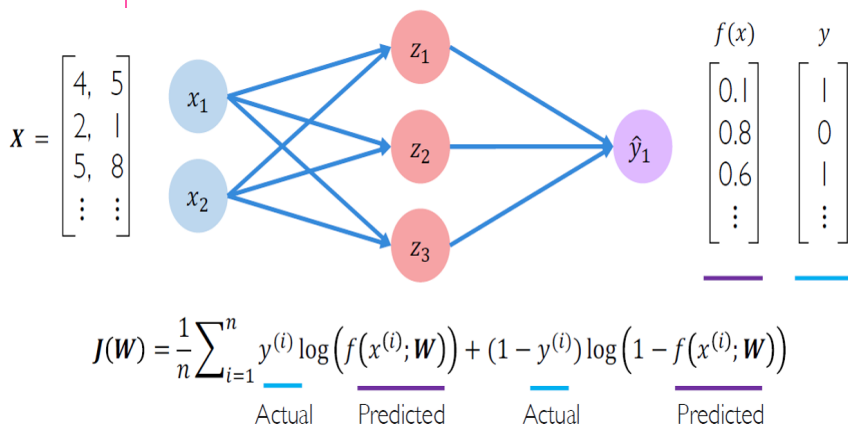 f(x) y
X = [4, 5
2, 1
5, 8
⋮ ⋮]
x₁
x₂
z₁
z₂
z₃
ŷ₁
[0.1
0.8
0.6
⋮]
[1
0
1
⋮]
J(W) = 1/n ∑ᵢ₌₁ⁿ y⁽ⁱ⁾ log(f(x⁽ⁱ⁾; W)) + (1 − y⁽ⁱ⁾) log(1 − f(x⁽ⁱ⁾; W))
Actual Predicted Actual Predicted